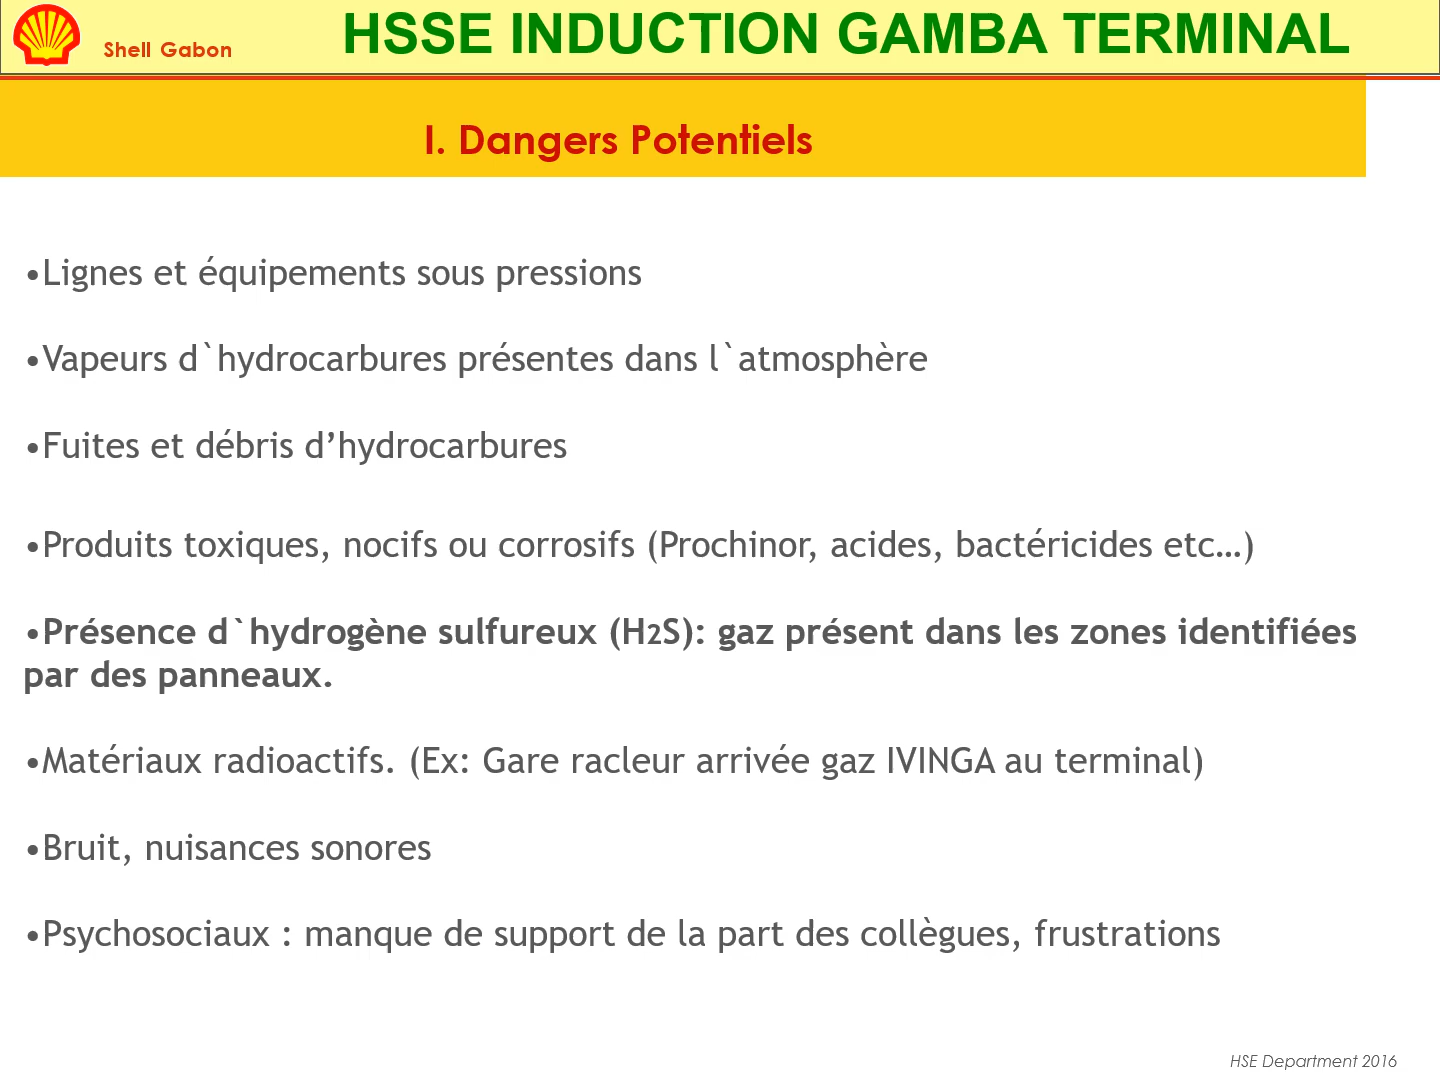 Shell Gabon
HSSE INDUCTION GAMBA TERMINAL
I. Dangers Potentiels
•Lignes et équipements sous pressions
•Vapeurs d`hydrocarbures présentes dans l`atmosphère
•Fuites et débris d’hydrocarbures
•Produits toxiques, nocifs ou corrosifs (Prochinor, acides, bactéricides etc…)
•Présence d`hydrogène sulfureux (H2S): gaz présent dans les zones identifiées
par des panneaux.
•Matériaux radioactifs. (Ex: Gare racleur arrivée gaz IVINGA au terminal)
•Bruit, nuisances sonores
•Psychosociaux : manque de support de la part des collègues, frustrations
HSE Department 2016